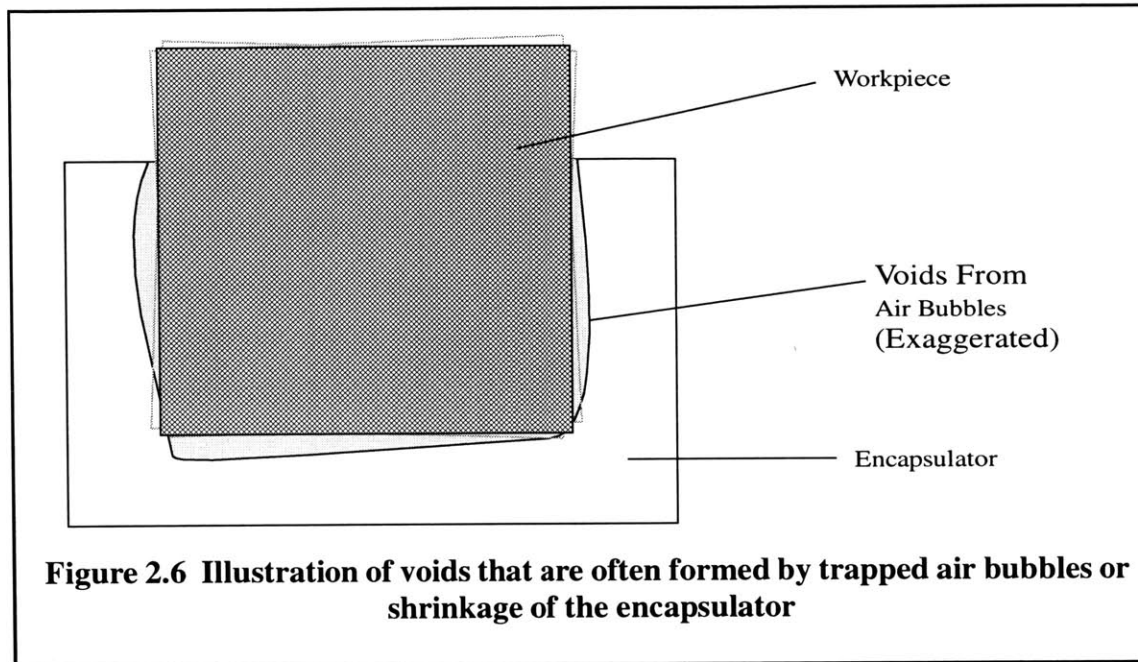 Workpiece
Voids From
Air Bubbles
(Exaggerated)
Encapsulator
Figure 2.6 Illustration of voids that are often formed by trapped air bubbles or
shrinkage of the encapsulator